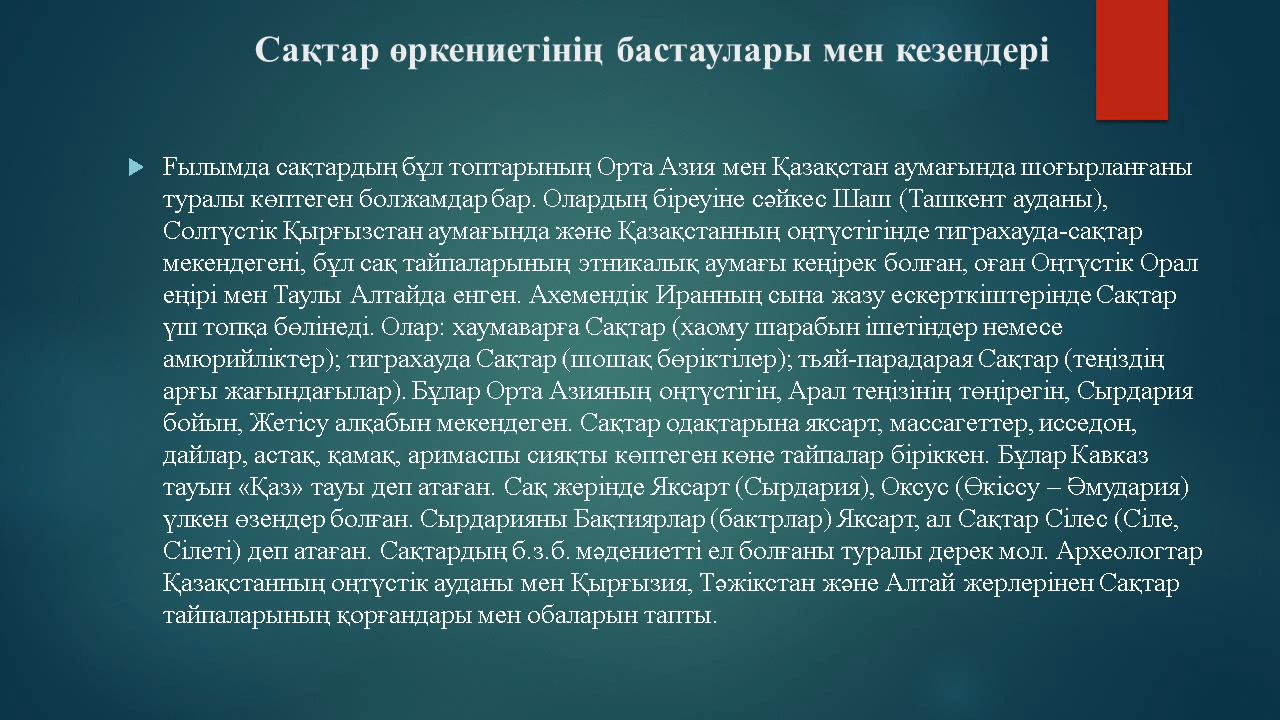 Сақтар өркениетінің бастаулары мен кезеңдері
Ғылымда сақтардың бұл топтарының Орта Азия мен Қазақстан аумағында шоғырланғаны
туралы көптеген болжамдар бар. Олардың біреуіне сәйкес Шаш (Ташкент ауданы),
Солтүстік Қырғызстан аумағында және Қазақстанның оңтүстігінде тиграхауда-сақтар
мекендегені, бұл сақ тайпаларының этникалық аумағы кеңірек болған, оған Оңтүстік Орал
еңірі мен Таулы Алтайда енген. Ахемендік Иранның сына жазу ескерткіштерінде Сақтар
үш топқа бөлінеді. Олар: хаумаварға Сақтар (хаому шарабын ішетіндер немесе
амюрийліктер); тиграхауда Сақтар (шошақ бөріктілер); тьяй-парадарая Сақтар (теңіздің
арғы жағындағылар). Бұлар Орта Азияның оңтүстігін, Арал теңізінің төңірегін, Сырдария
бойын, Жетісу алқабын мекендеген. Сақтар одақтарына яксарт, массагеттер, исседон,
дайлар, астақ, қамақ, аримаспы сияқты көптеген көне тайпалар біріккен. Бұлар Кавказ
тауын «Қаз» тауы деп атаған. Сақ жерінде Яксарт (Сырдария), Оксус (Өкіссу – Әмудария)
үлкен өзендер болған. Сырдарияны Бақтиярлар (бактрлар) Яксарт, ал Сақтар Сілес (Сіле,
Сілеті) деп атаған. Сақтардың б.з.б. мәдениетті ел болғаны туралы дерек мол. Археологтар
Қазақстанның оңтүстік ауданы мен Қырғызия, Тәжікстан және Алтай жерлерінен Сақтар
тайпаларының қорғандары мен обаларын тапты.